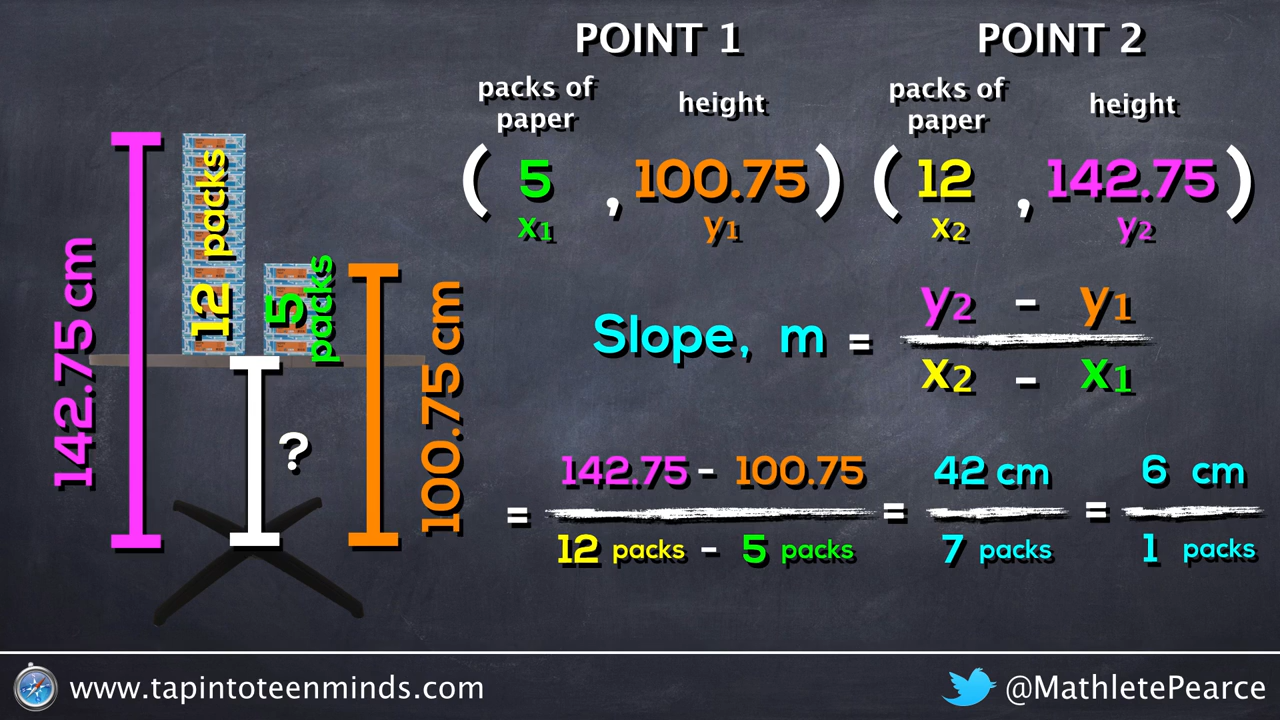 POINT 1
POINT 2
packs of
paper
height
packs of
paper
height
( 5 , 100.75 )
( 12 , 142.75 )
x1
y1
x2
y2
142.75 cm
12 packs
5
packs
100.75 cm
?
Slope, m =
y2 - y1
x2 - x1
= 142.75 - 100.75
12 packs - 5 packs
= 42 cm
7 packs
= 6 cm
1 packs
www.tapintoteenminds.com
@MathletePearce